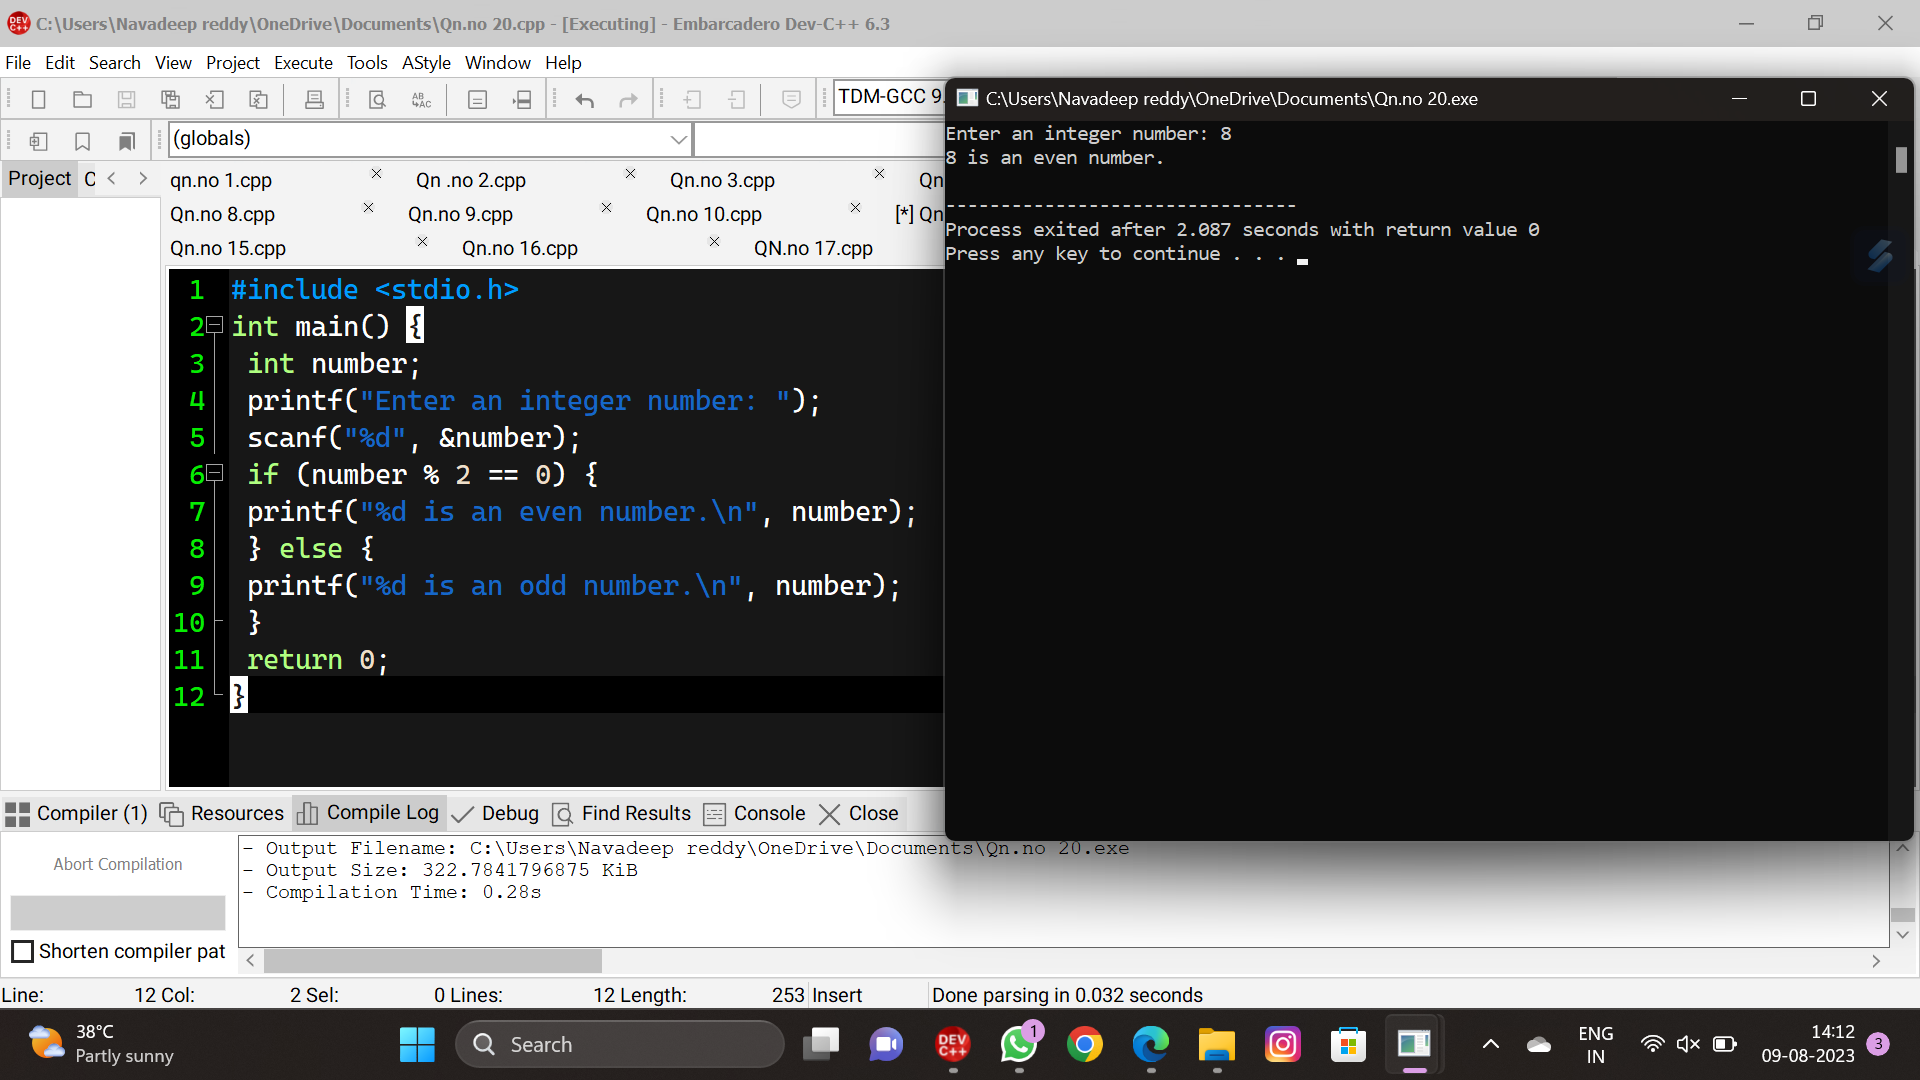 C:\Users\Navadeep reddy\OneDrive\Documents\Qn.no 20.cpp - [Executing] - Embarcadero Dev-C++ 6.3
File Edit Search View Project Execute Tools AStyle Window Help
TDM-GCC 9.
(globals)
Project
qn.no 1.cpp Qn .no 2.cpp Qn.no 3.cpp Qn
Qn.no 8.cpp Qn.no 9.cpp Qn.no 10.cpp [*] Qn
Qn.no 15.cpp Qn.no 16.cpp QN.no 17.cpp
1 #include <stdio.h>
2 int main() {
3 int number;
4 printf("Enter an integer number: ");
5 scanf("%d", &number);
6 if (number % 2 == 0) {
7 printf("%d is an even number.\n", number);
8 } else {
9 printf("%d is an odd number.\n", number);
10 }
11 return 0;
12 }
C:\Users\Navadeep reddy\OneDrive\Documents\Qn.no 20.exe
Enter an integer number: 8
8 is an even number.
--------------------------------
Process exited after 2.087 seconds with return value 0
Press any key to continue . . .
Compiler (1) Resources Compile Log Debug Find Results Console Close
Abort Compilation
Shorten compiler pat
- Output Filename: C:\Users\Navadeep reddy\OneDrive\Documents\Qn.no 20.exe
- Output Size: 322.7841796875 KiB
- Compilation Time: 0.28s
Line: 12 Col: 2 Sel: 0 Lines: 12 Length: 253 Insert Done parsing in 0.032 seconds
38°C
Partly sunny
Search
DEV
C++
1
ENG
IN
14:12
09-08-2023
3